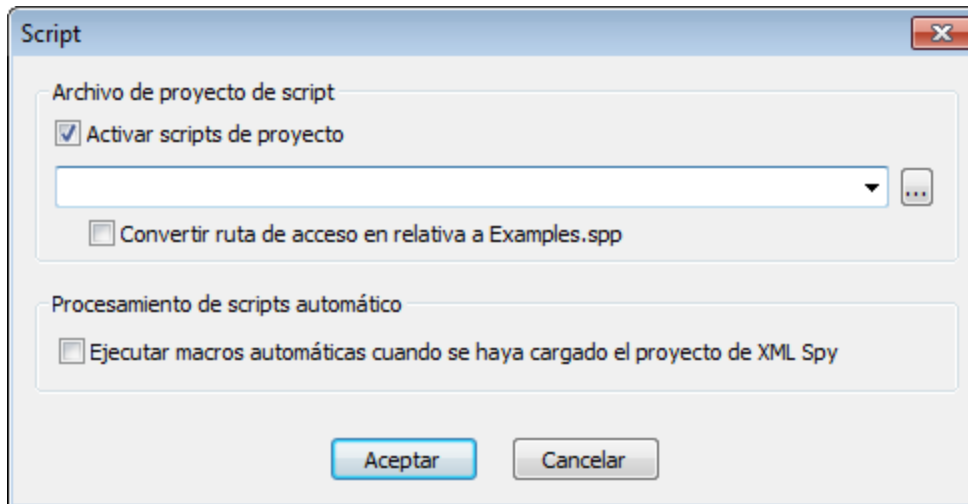 Script
Archivo de proyecto de script
Activar scripts de proyecto
...
Convertir ruta de acceso en relativa a Examples.spp
Procesamiento de scripts automático
Ejecutar macros automáticas cuando se haya cargado el proyecto de XML Spy
Aceptar
Cancelar